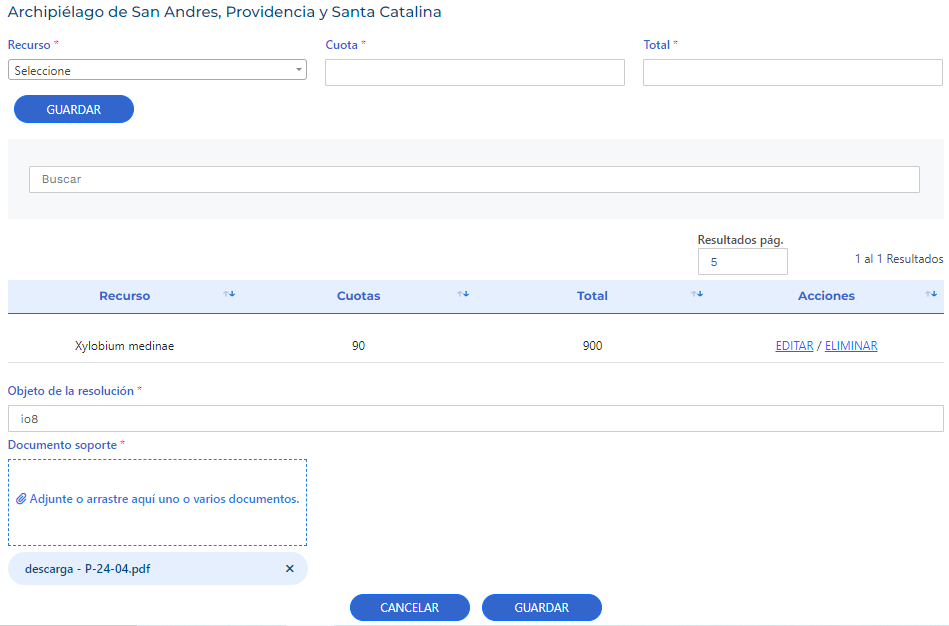 Archipiélago de San Andres, Providencia y Santa Catalina
Recurso * Cuota * Total *
Seleccione
GUARDAR
Buscar
Resultados pág.
5 1 al 1 Resultados
Recurso Cuotas Total Acciones
Xylobium medinae 90 900 EDITAR / ELIMINAR
Objeto de la resolución *
io8
Documento soporte *
Adjunte o arrastre aquí uno o varios documentos.
descarga - P-24-04.pdf ×
CANCELAR GUARDAR